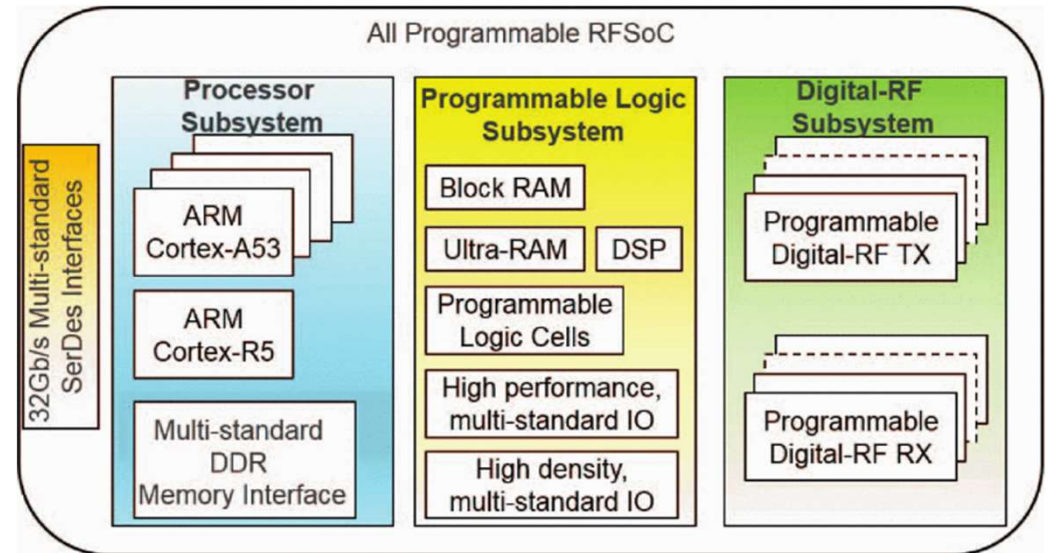 All Programmable RFSoC
32Gb/s Multi-standard
SerDes Interfaces
Processor
Subsystem
ARM
Cortex-A53
ARM
Cortex-R5
Multi-standard
DDR
Memory Interface
Programmable Logic
Subsystem
Block RAM
Ultra-RAM
DSP
Programmable
Logic Cells
High performance,
multi-standard IO
High density,
multi-standard IO
Digital-RF
Subsystem
Programmable
Digital-RF TX
Programmable
Digital-RF RX